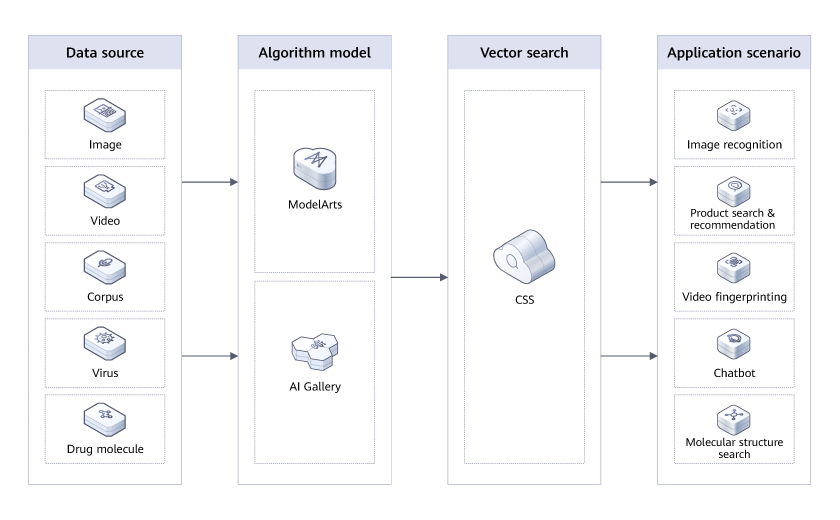 Data source
Image
Video
Corpus
Virus
Drug molecule
Algorithm model
ModelArts
AI Gallery
Vector search
CSS
Application scenario
Image recognition
Product search &
recommendation
Video fingerprinting
Chatbot
Molecular structure
search